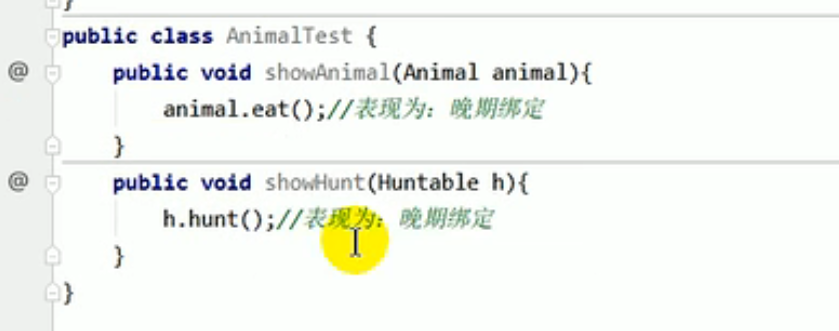 }
public class AnimalTest {
@ public void showAnimal(Animal animal){
animal.eat();//表现为：晚期绑定
}
@ public void showHunt(Huntable h){
h.hunt();//表现为：晚期绑定
}
}